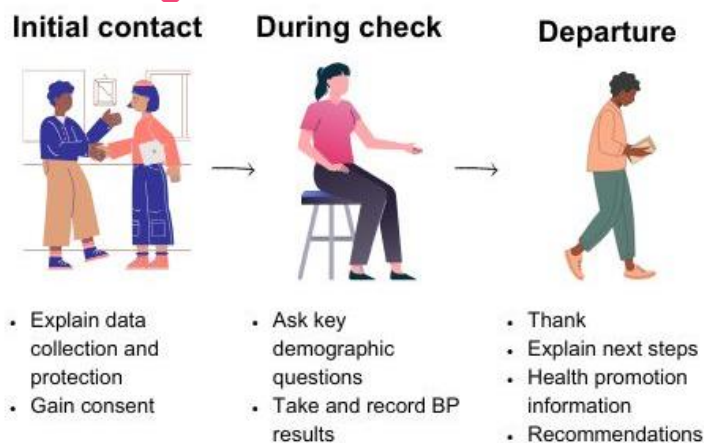 Initial contact
During check
Departure
• Explain data
collection and
protection
• Gain consent
• Ask key
demographic
questions
• Take and record BP
results
• Thank
• Explain next steps
• Health promotion
information
• Recommendations